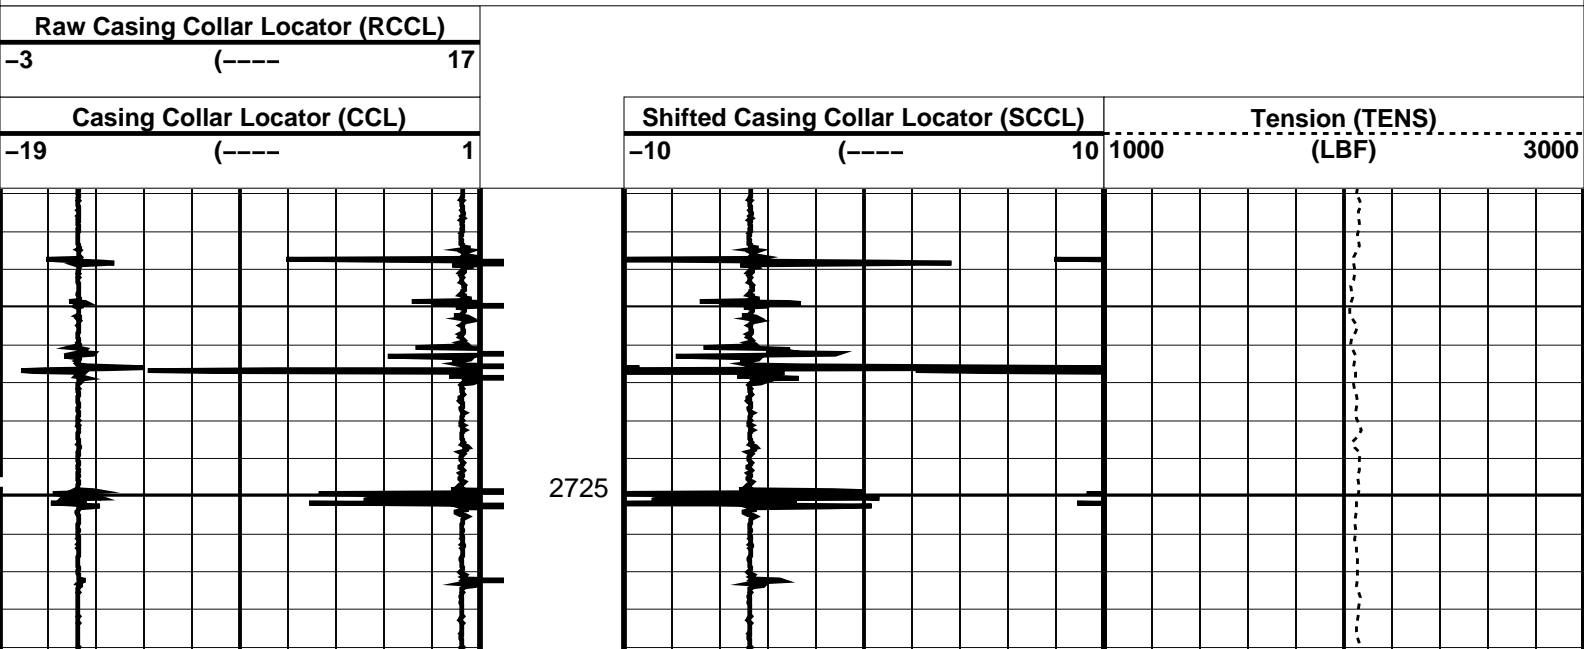 Raw Casing Collar Locator (RCCL)
−3 (−−−− 17
Casing Collar Locator (CCL)
−19 (−−−− 1
Shifted Casing Collar Locator (SCCL)
−10 (−−−− 10
Tension (TENS)
1000 (LBF) 3000
2725